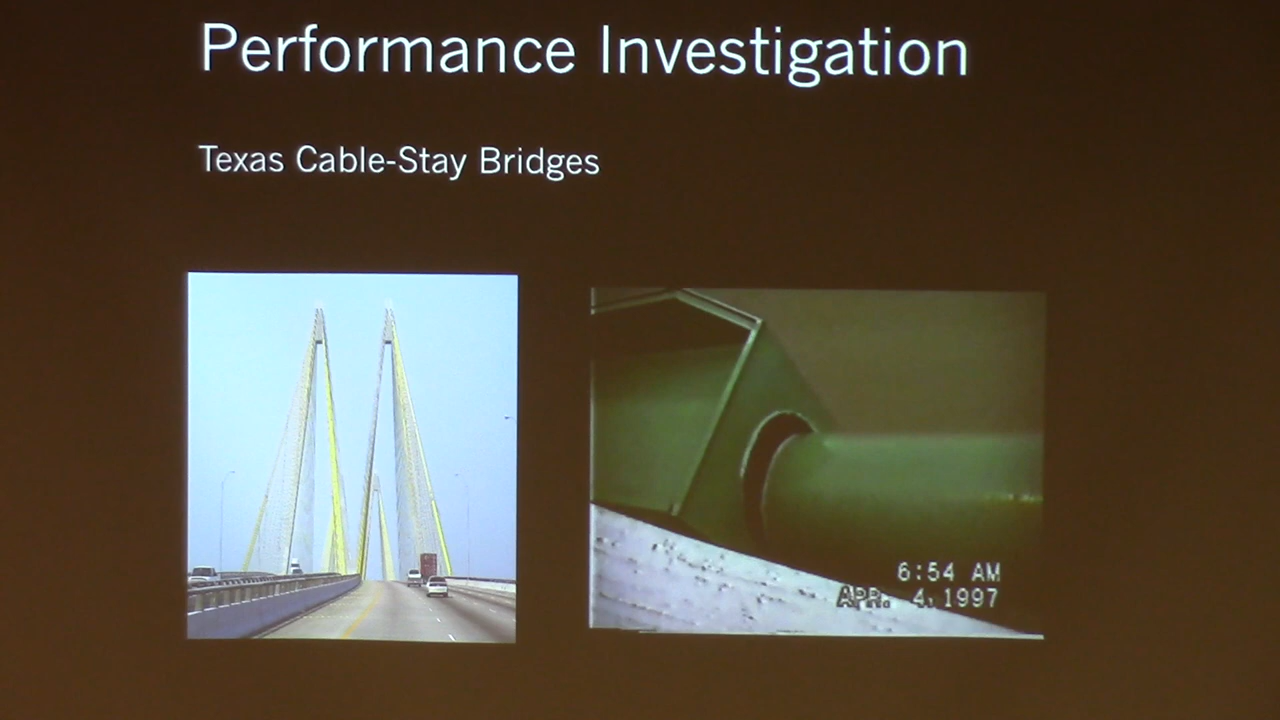 Performance Investigation
Texas Cable-Stay Bridges
6:54 AM
APR. 4,1997